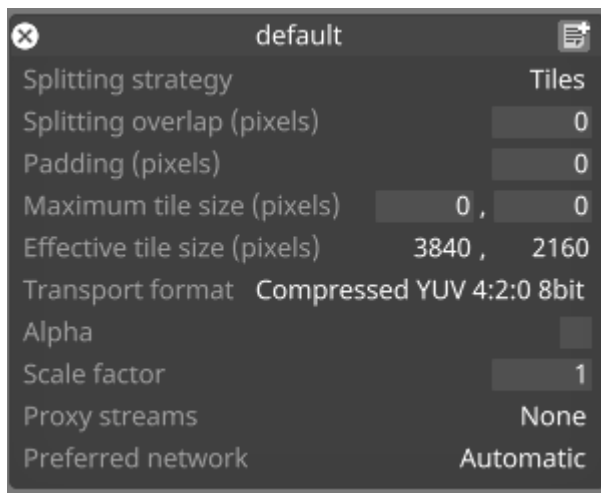 default
Splitting strategy Tiles
Splitting overlap (pixels) 0
Padding (pixels) 0
Maximum tile size (pixels) 0 , 0
Effective tile size (pixels) 3840 , 2160
Transport format Compressed YUV 4:2:0 8bit
Alpha
Scale factor 1
Proxy streams None
Preferred network Automatic